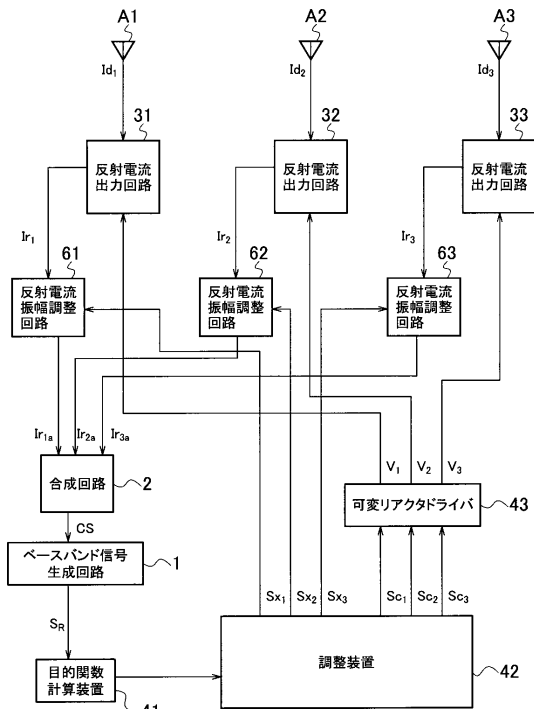 A1
A2
A3
Id1
Id2
Id3
31
32
33
反射電流
出力回路
反射電流
出力回路
反射電流
出力回路
Ir1
Ir2
Ir3
61
62
63
反射電流
振幅調整
回路
反射電流
振幅調整
回路
反射電流
振幅調整
回路
Ir1a
Ir2a
Ir3a
V1
V2
V3
合成回路
2
可変リアクタドライバ
43
CS
ベースバンド信号
生成回路
1
Sx1
Sx2
Sx3
Sc1
Sc2
Sc3
SR
目的関数
計算装置
調整装置
42
41